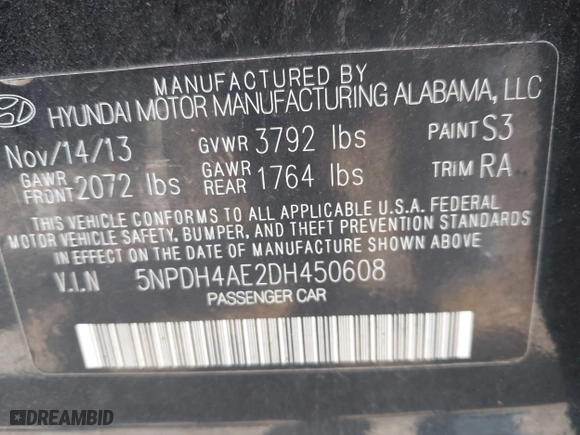 MANUFACTURED BY
HYUNDAI MOTOR MANUFACTURING ALABAMA, LLC
Nov/14/13 GVWR 3792 lbs PAINT S3
GAWR FRONT 2072 lbs GAWR REAR 1764 lbs TRIM RA
THIS VEHICLE CONFORMS TO ALL APPLICABLE U.S.A. FEDERAL
MOTOR VEHICLE SAFETY, BUMPER, AND THEFT PREVENTION STANDARDS
IN EFFECT ON THE DATE OF MANUFACTURE SHOWN ABOVE.
V.I.N 5NPDH4AE2DH450608
PASSENGER CAR
DREAMBID